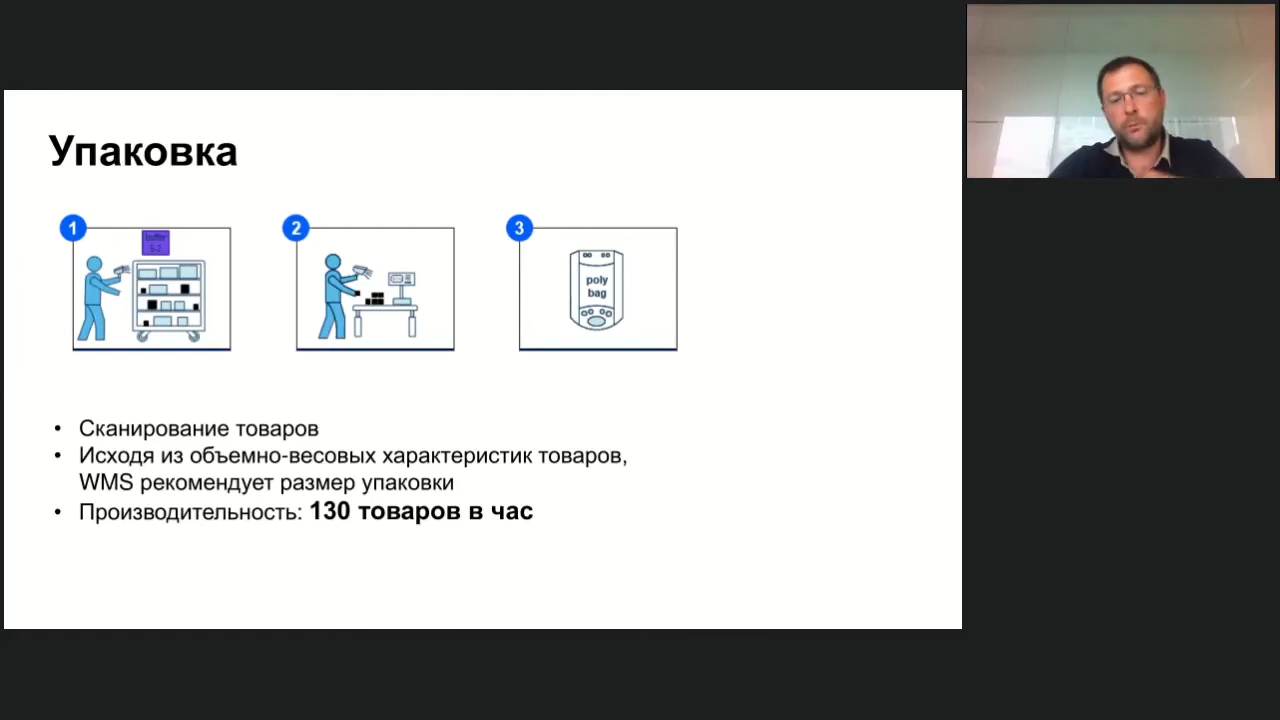 Упаковка
1
2
3
buffer
S-2
poly
bag
• Сканирование товаров
• Исходя из объемно-весовых характеристик товаров,
WMS рекомендует размер упаковки
• Производительность: 130 товаров в час